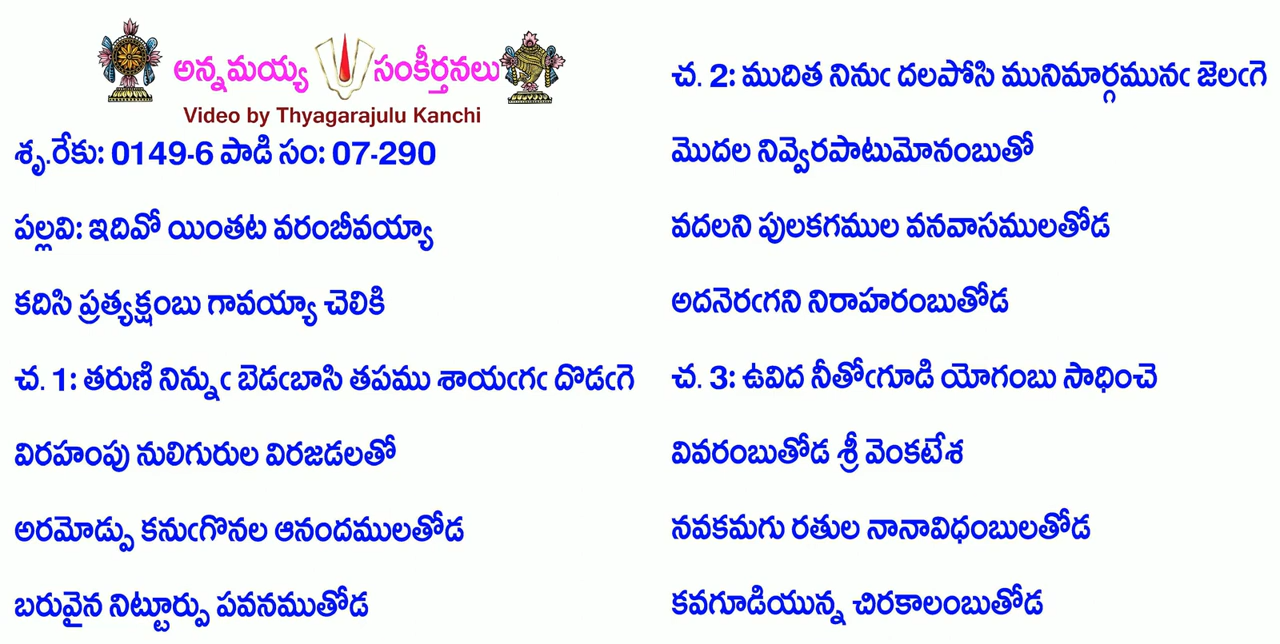 అన్నమయ్య సంకీర్తనలు
Video by Thyagarajulu Kanchi
శృ.రేకు: 0149-6 పాడి సం: 07-290
పల్లవి: ఇదివో యింతట వరంబీవయ్యా
కదిసి ప్రత్యక్షంబు గావయ్యా చెలికి
చ. 1: తరుణి నిన్నుఁ బెడఁబాసి తపము శాయఁగఁ దొడఁగె
విరహంపు నులిగురుల విరజడలతో
అరమోడ్పు కనుఁగొనల ఆనందములతోడ
బరువైన నిట్టూర్పు పవనముతోడ
చ. 2: ముదిత నినుఁ దలపోసి మునిమార్గమునఁ జెలఁగె
మొదల నివ్వెరపాటుమోనంబుతో
వదలని పులకగముల వనవాసములతోడ
అదనెరఁగని నిరాహరంబుతోడ
చ. 3: ఉవిద నీతోఁగూడి యోగంబు సాధించె
వివరంబుతోడ శ్రీ వెంకటేశ
నవకమగు రతుల నానావిధంబులతోడ
కవగూడియున్న చిరకాలంబుతోడ